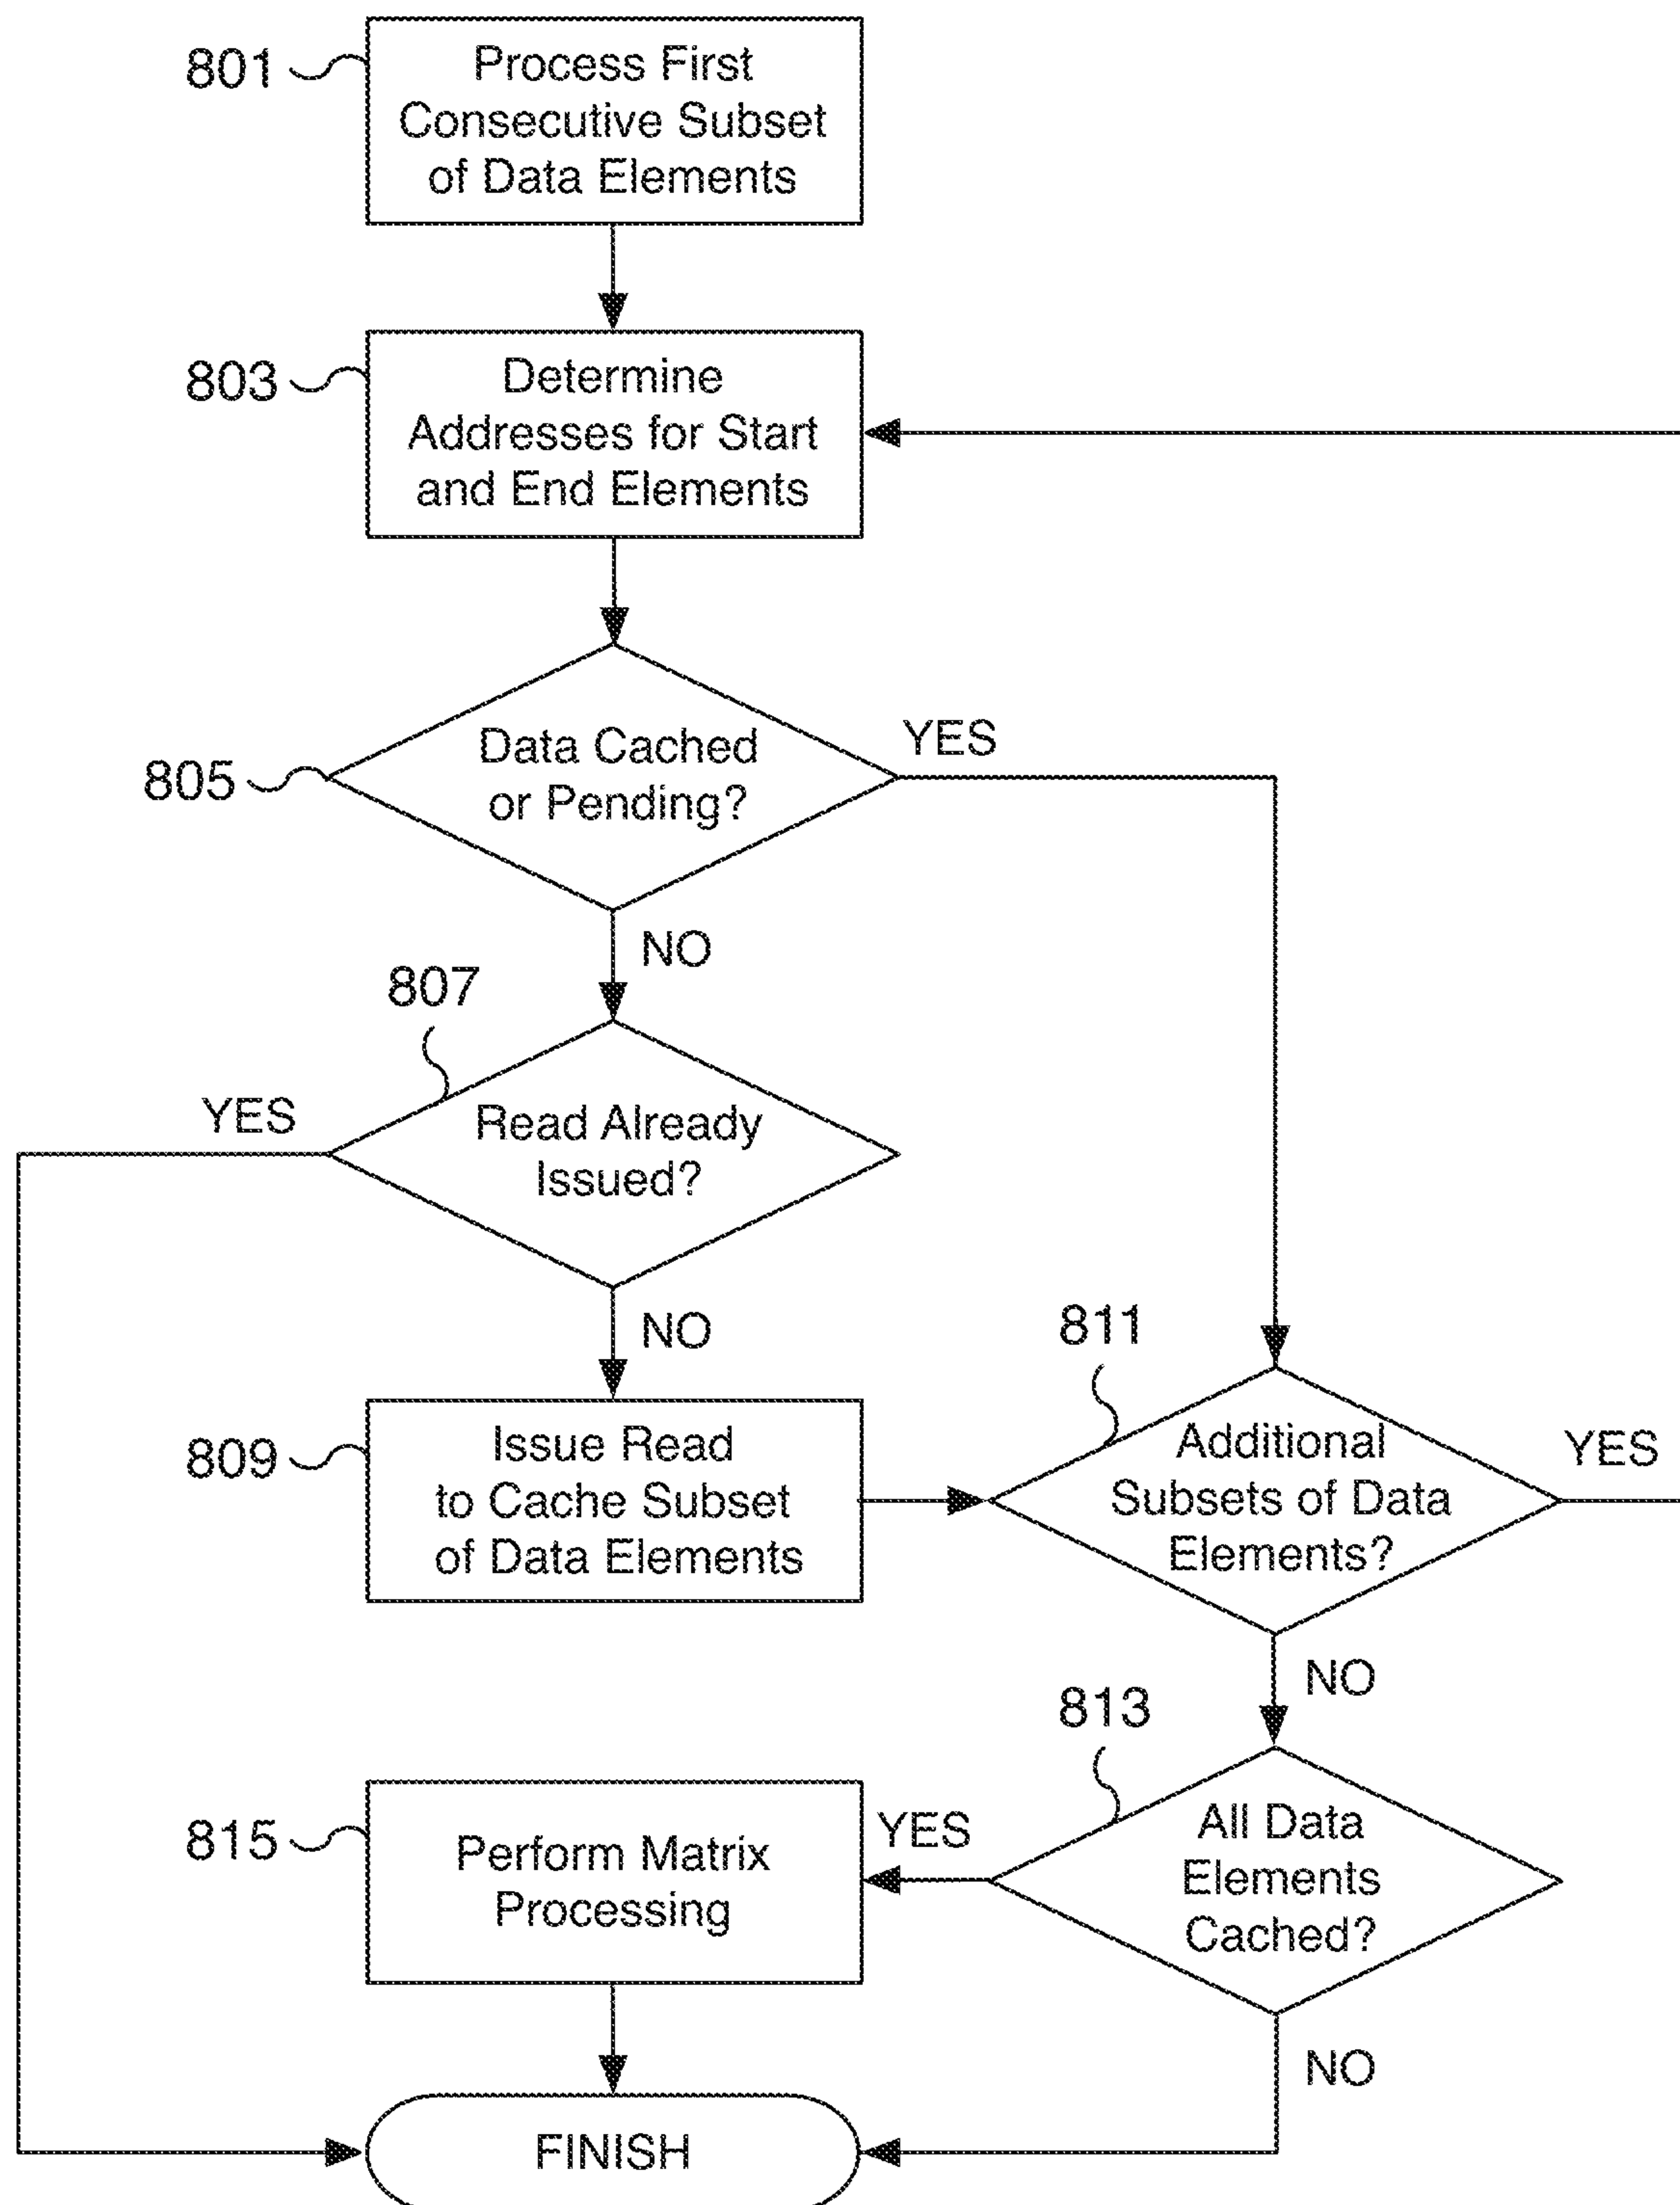 801
Process First
Consecutive Subset
of Data Elements
803
Determine
Addresses for Start
and End Elements
805
Data Cached
or Pending?
YES
NO
807
YES
Read Already
Issued?
NO
809
Issue Read
to Cache Subset
of Data Elements
811
Additional
Subsets of Data
Elements?
YES
NO
813
All Data
Elements
Cached?
YES
815
Perform Matrix
Processing
NO
FINISH